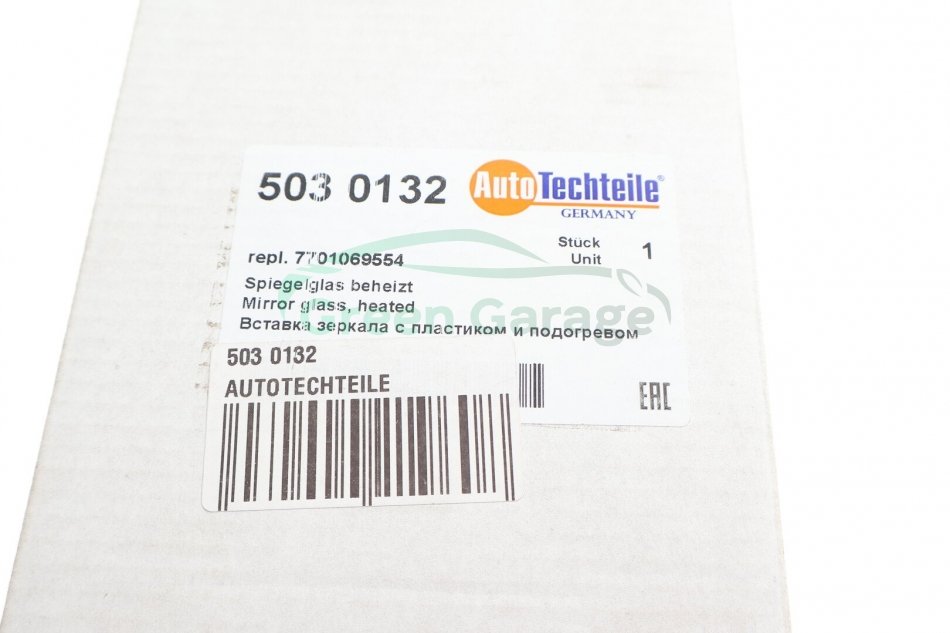 503 0132
AutoTechteile®
GERMANY
Stück
Unit 1
repl. 7701069554
Spiegelglas beheizt
Mirror glass, heated
Вставка зеркала с пластиком и подогревом
Green Garage
503 0132
AUTOTECHTEILE
EAC